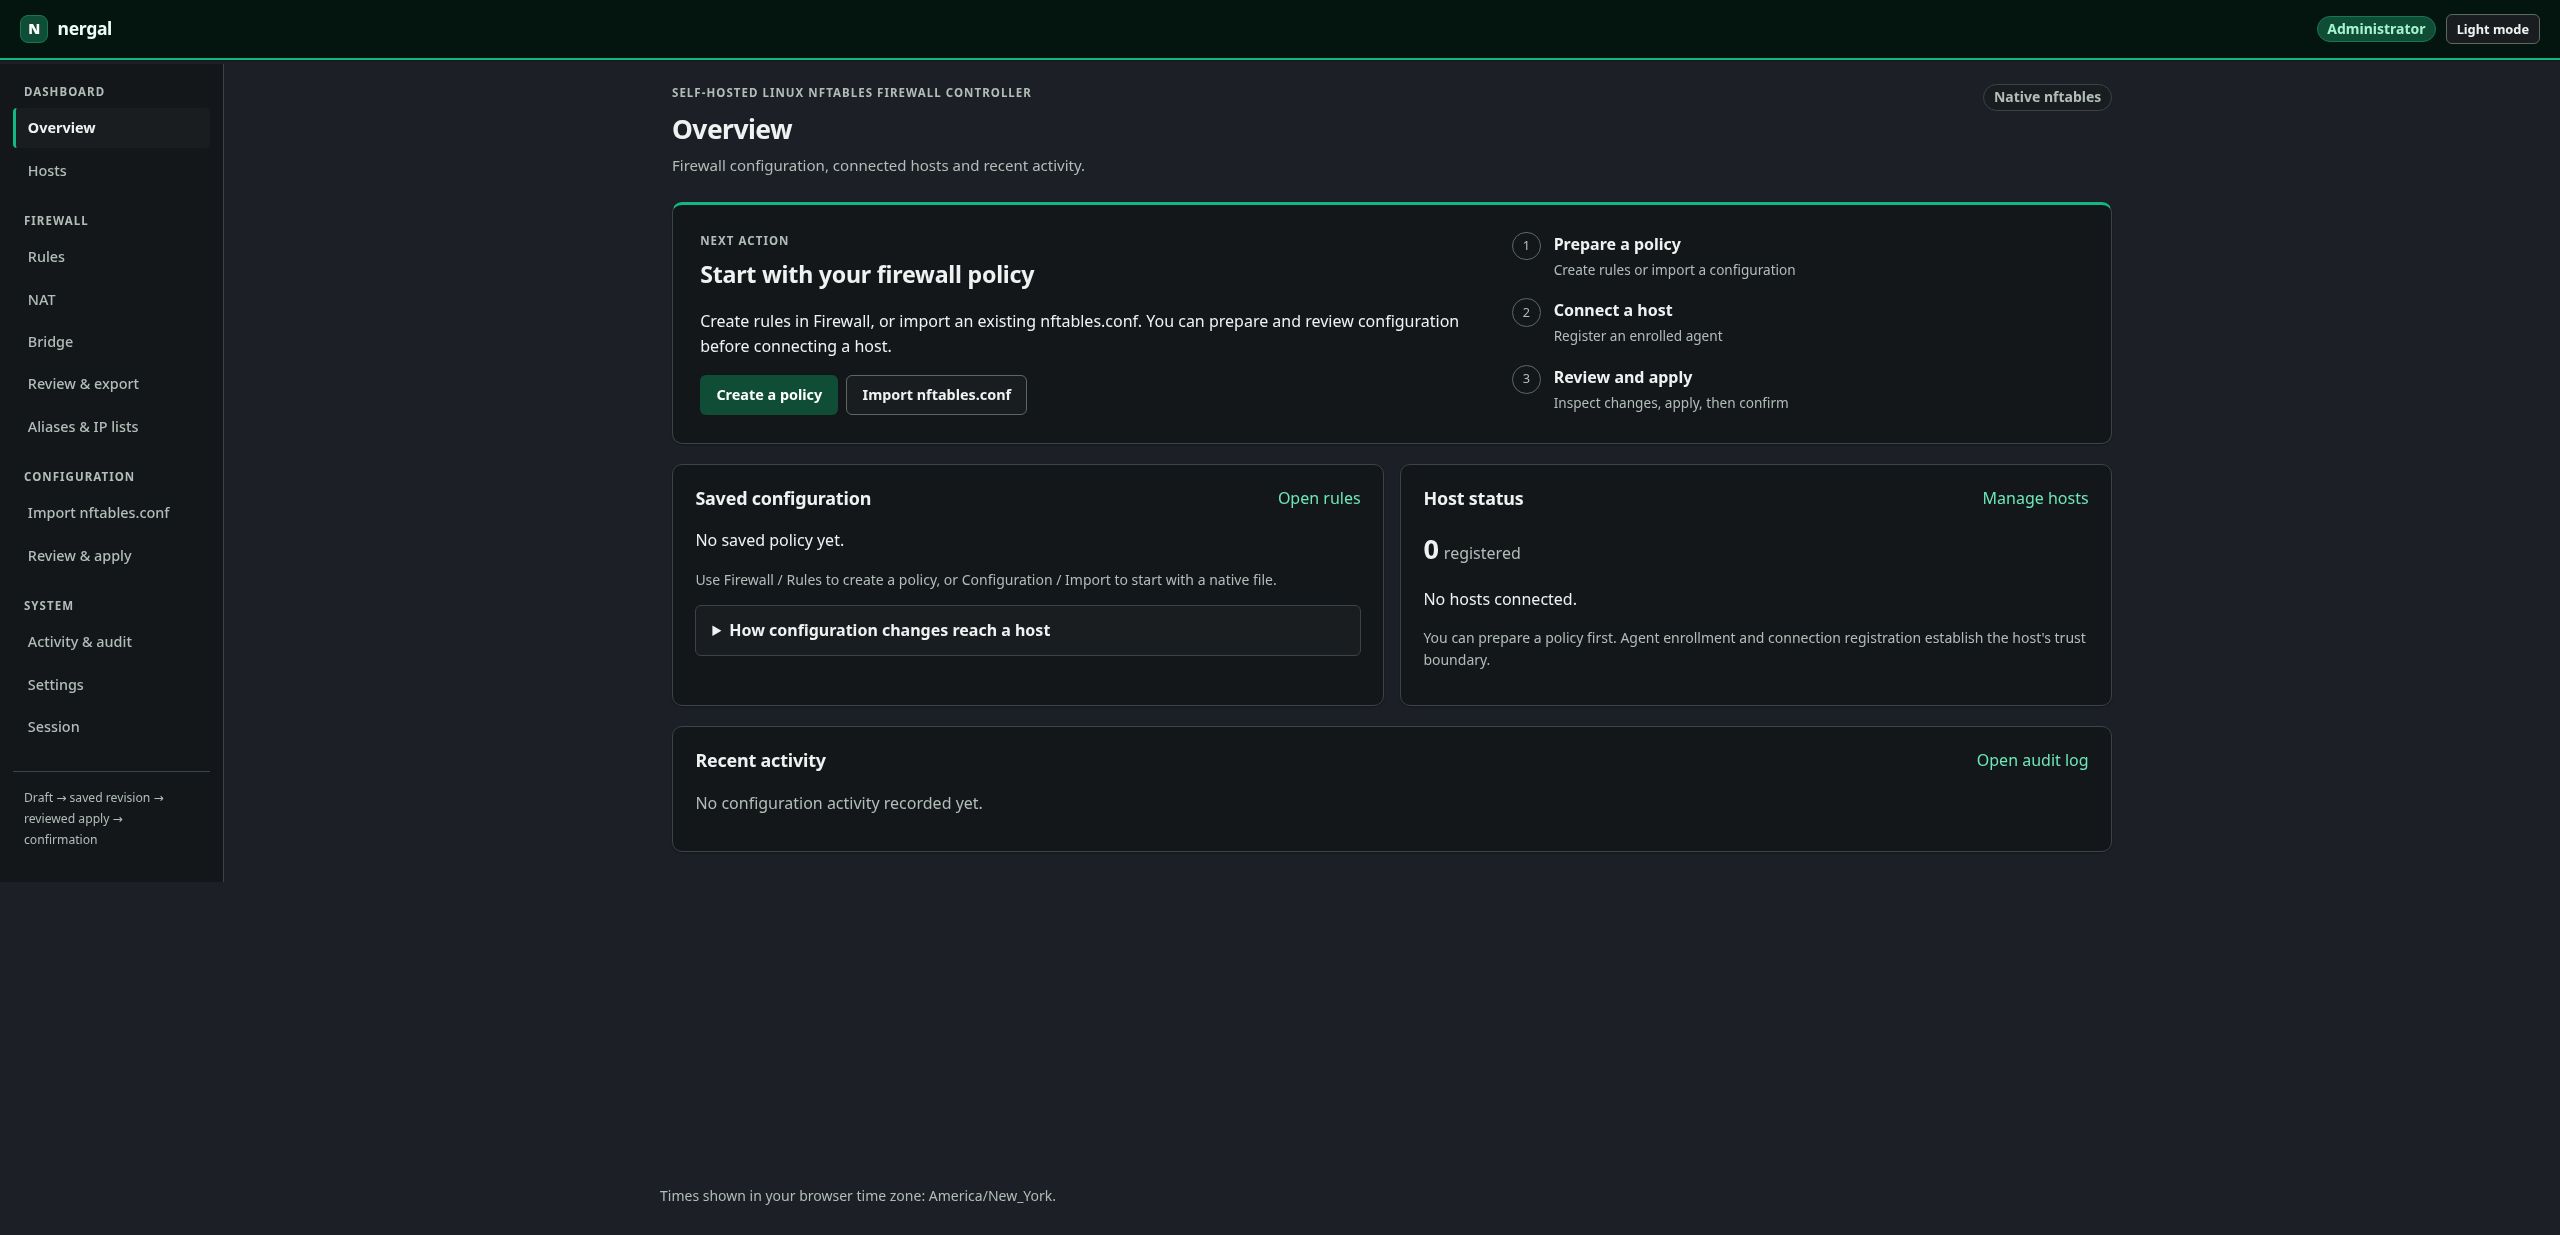 N nergal
Administrator
Light mode
DASHBOARD
Overview
Hosts
FIREWALL
Rules
NAT
Bridge
Review & export
Aliases & IP lists
CONFIGURATION
Import nftables.conf
Review & apply
SYSTEM
Activity & audit
Settings
Session
Draft → saved revision →
reviewed apply →
confirmation
SELF-HOSTED LINUX NFTABLES FIREWALL CONTROLLER
Native nftables
Overview
Firewall configuration, connected hosts and recent activity.
NEXT ACTION
Start with your firewall policy
Create rules in Firewall, or import an existing nftables.conf. You can prepare and review configuration
before connecting a host.
Create a policy
Import nftables.conf
1 Prepare a policy
Create rules or import a configuration
2 Connect a host
Register an enrolled agent
3 Review and apply
Inspect changes, apply, then confirm
Saved configuration
Open rules
No saved policy yet.
Use Firewall / Rules to create a policy, or Configuration / Import to start with a native file.
▶ How configuration changes reach a host
Host status
Manage hosts
0 registered
No hosts connected.
You can prepare a policy first. Agent enrollment and connection registration establish the host's trust
boundary.
Recent activity
Open audit log
No configuration activity recorded yet.
Times shown in your browser time zone: America/New_York.